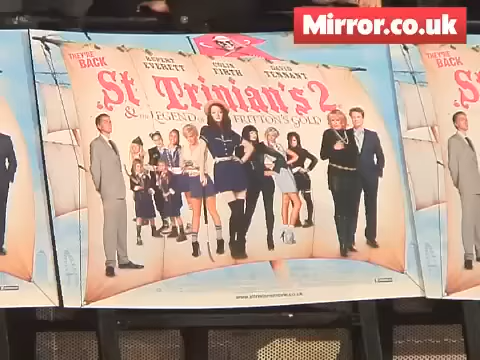 Mirror.co.uk
THEY'RE BACK
RUPERT EVERETT
COLIN FIRTH
DAVID TENNANT
St Trinian's 2
& THE LEGEND OF FRITTON'S GOLD
THEY'RE BACK
S
&